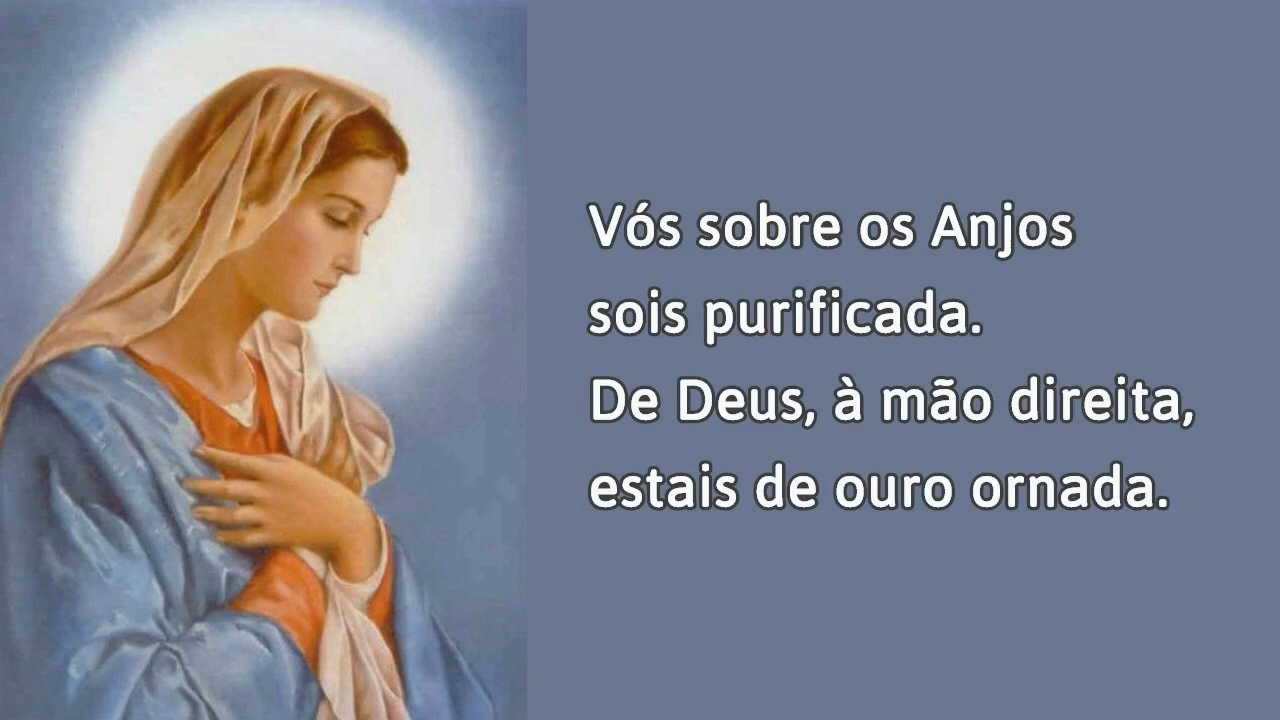 Vós sobre os Anjos
sois purificada.
De Deus, à mão direita,
estais de ouro ornada.